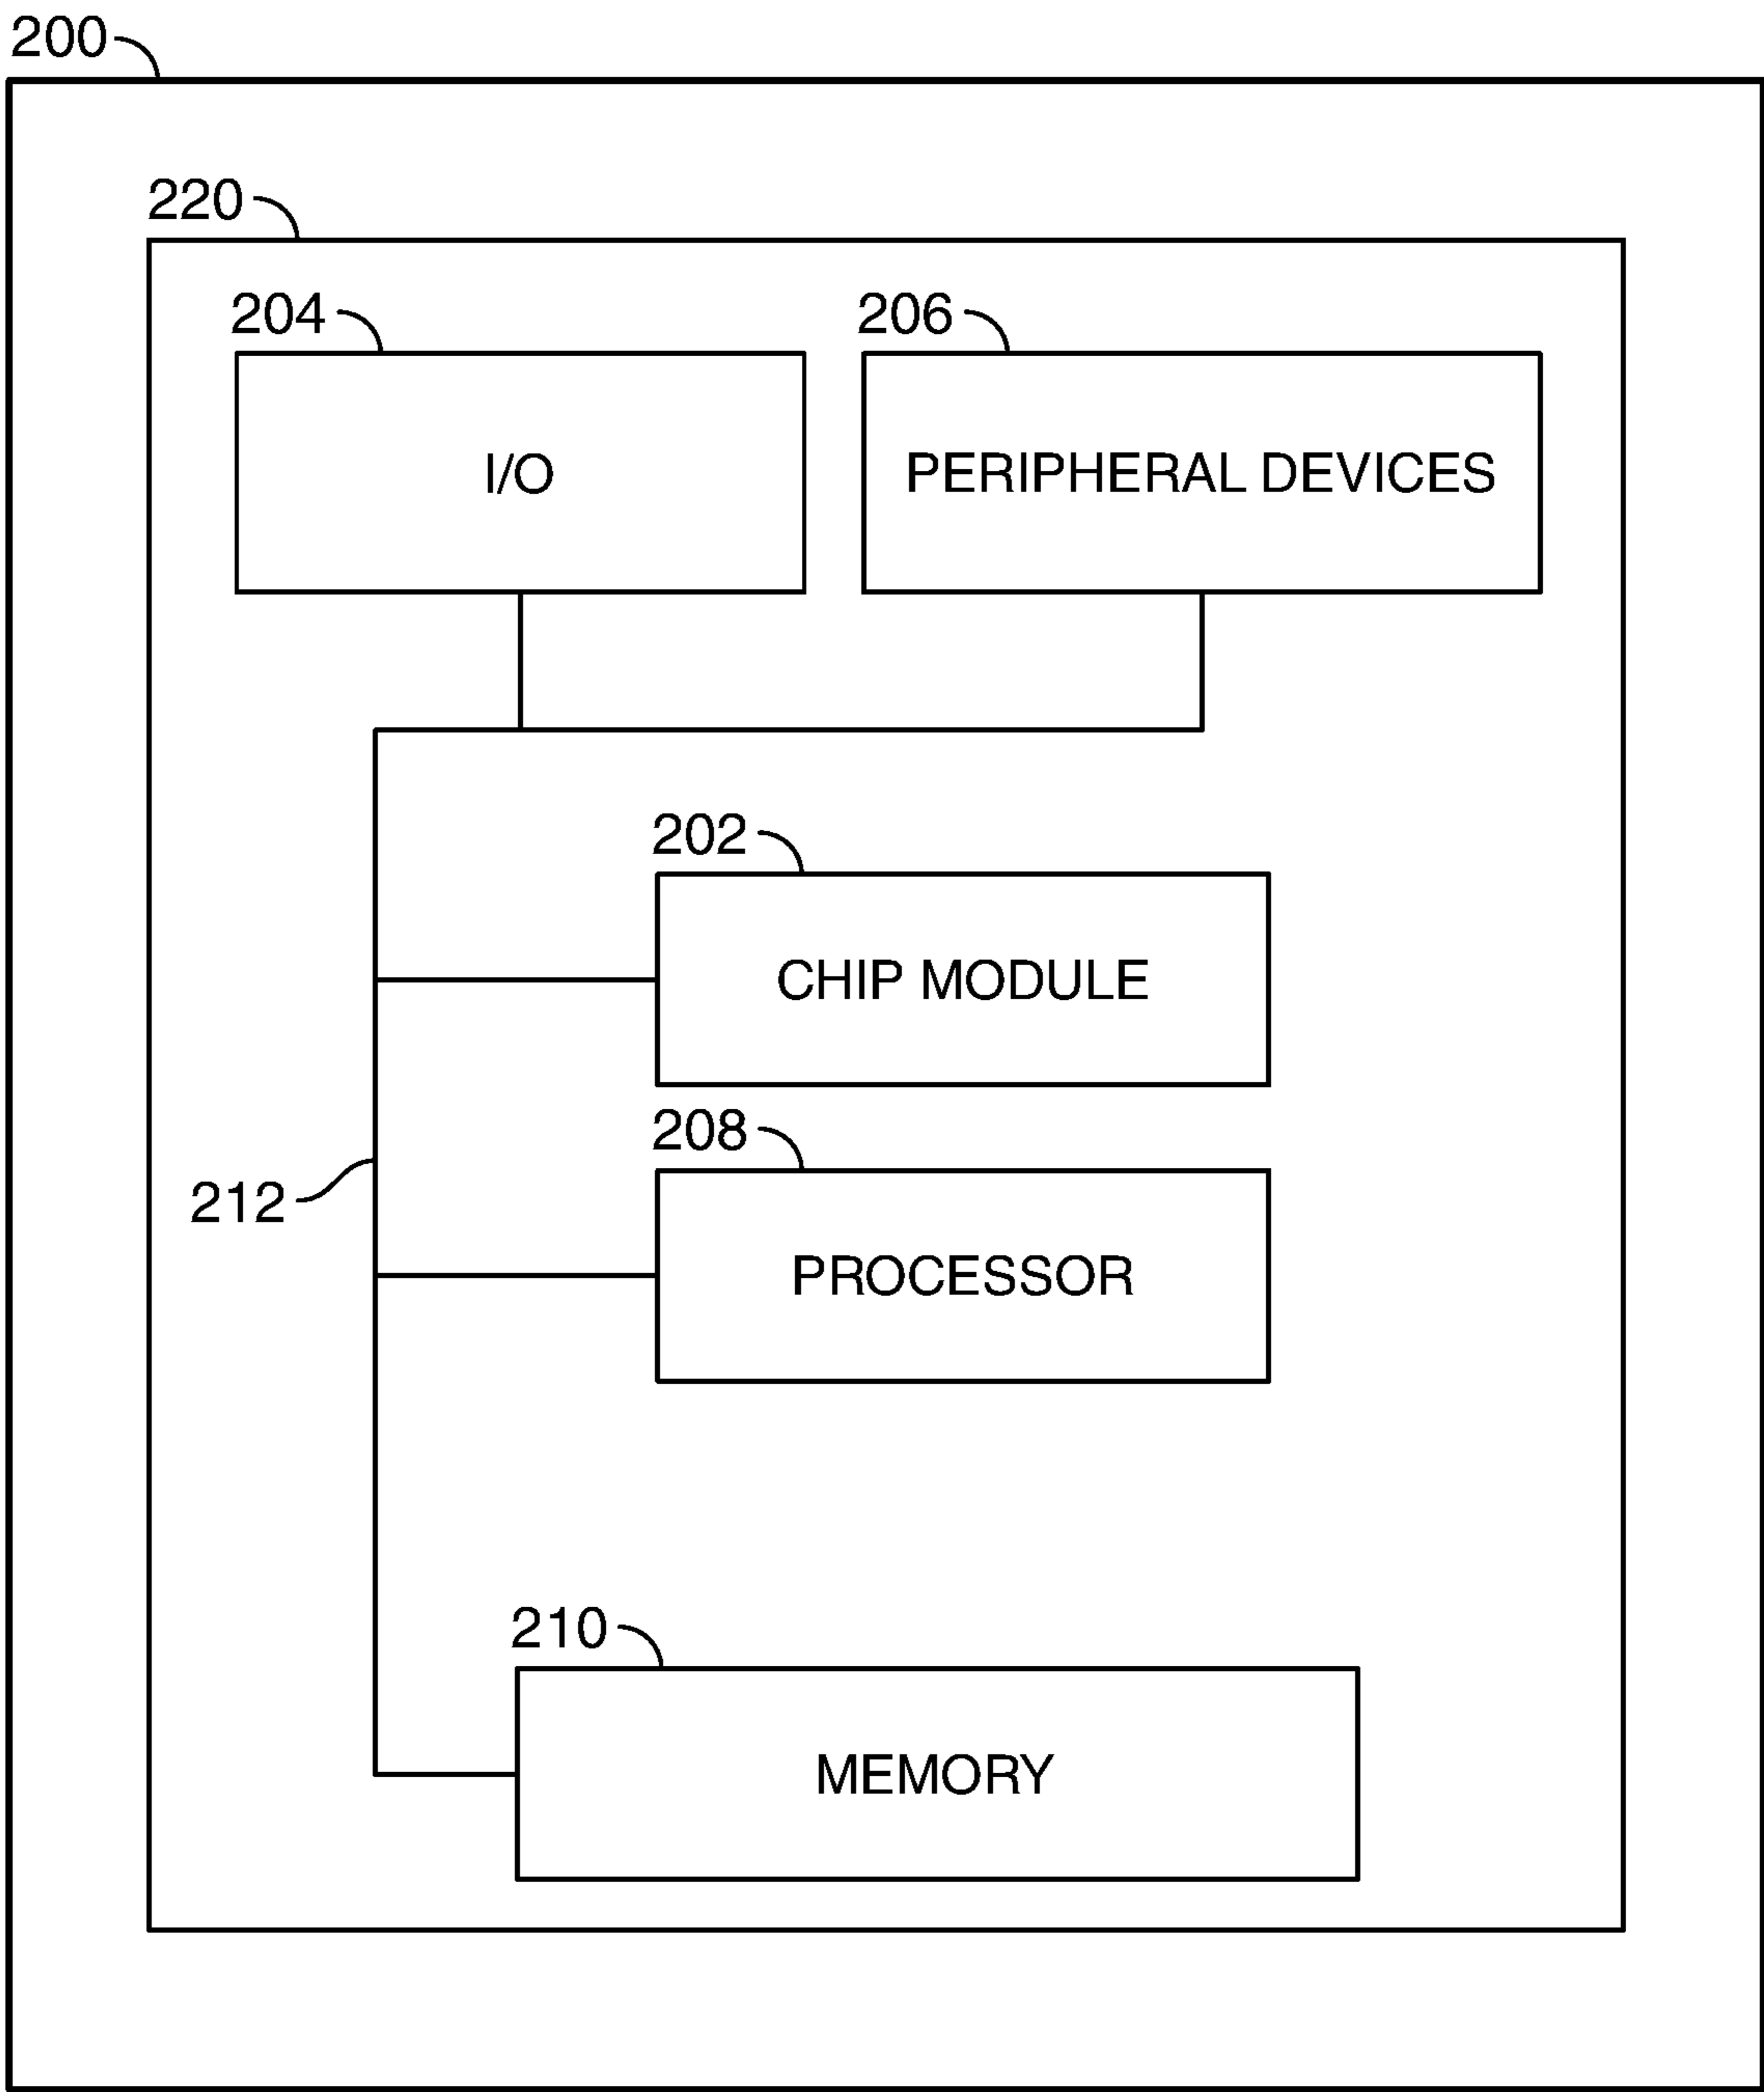 200
220
204
206
I/O
PERIPHERAL DEVICES
202
CHIP MODULE
208
212
PROCESSOR
210
MEMORY